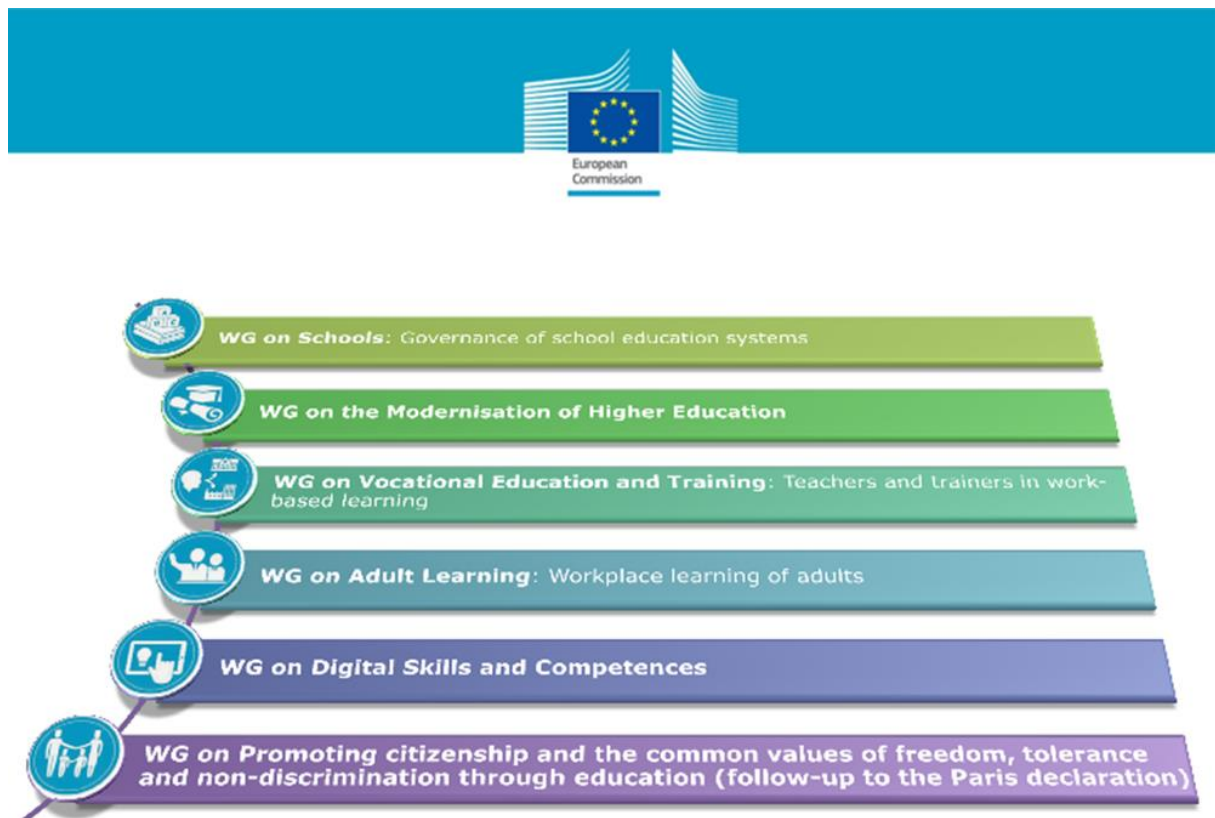 European
Commission
WG on Schools: Governance of school education systems
WG on the Modernisation of Higher Education
WG on Vocational Education and Training: Teachers and trainers in work-
based learning
WG on Adult Learning: Workplace learning of adults
WG on Digital Skills and Competences
WG on Promoting citizenship and the common values of freedom, tolerance
and non-discrimination through education (follow-up to the Paris declaration)